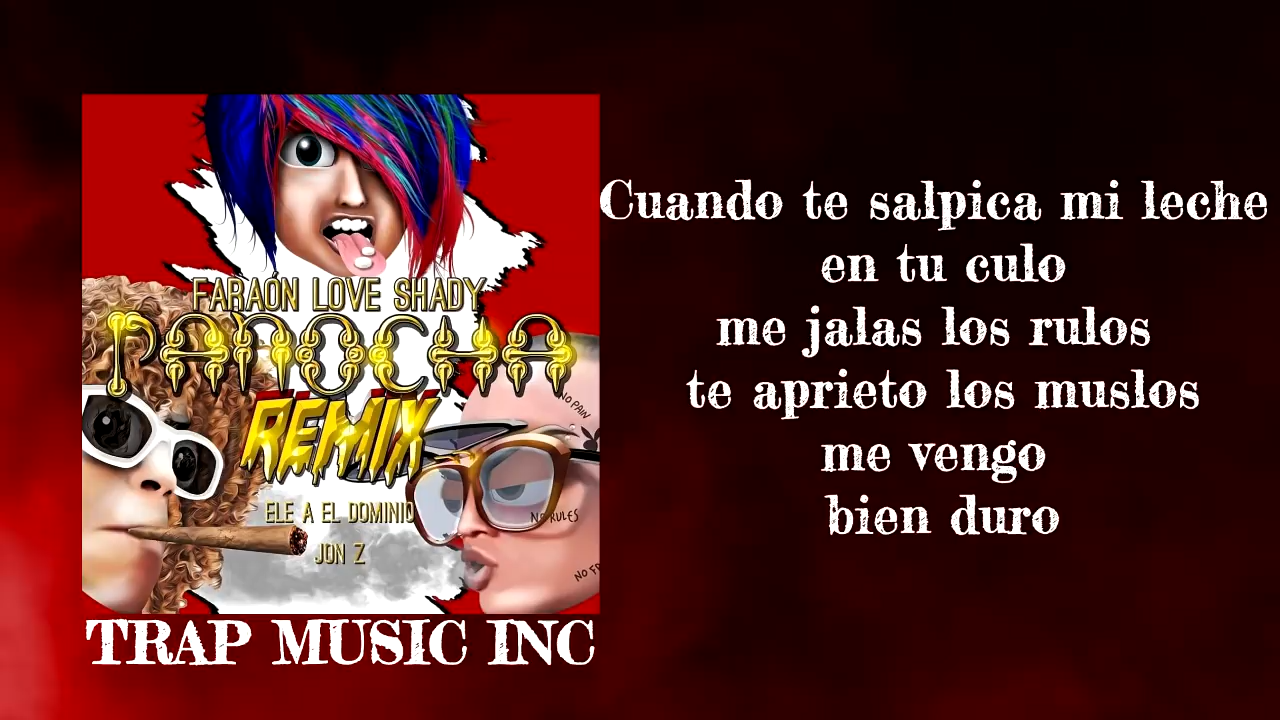 FARAÓN LOVE SHADY
PANOCHA
REMIX
ELE A EL DOMINIO
JON Z
NO PAIN
NO RULES
TRAP MUSIC INC
Cuando te salpica mi leche
en tu culo
me jalas los rulos
te aprieto los muslos
me vengo
bien duro